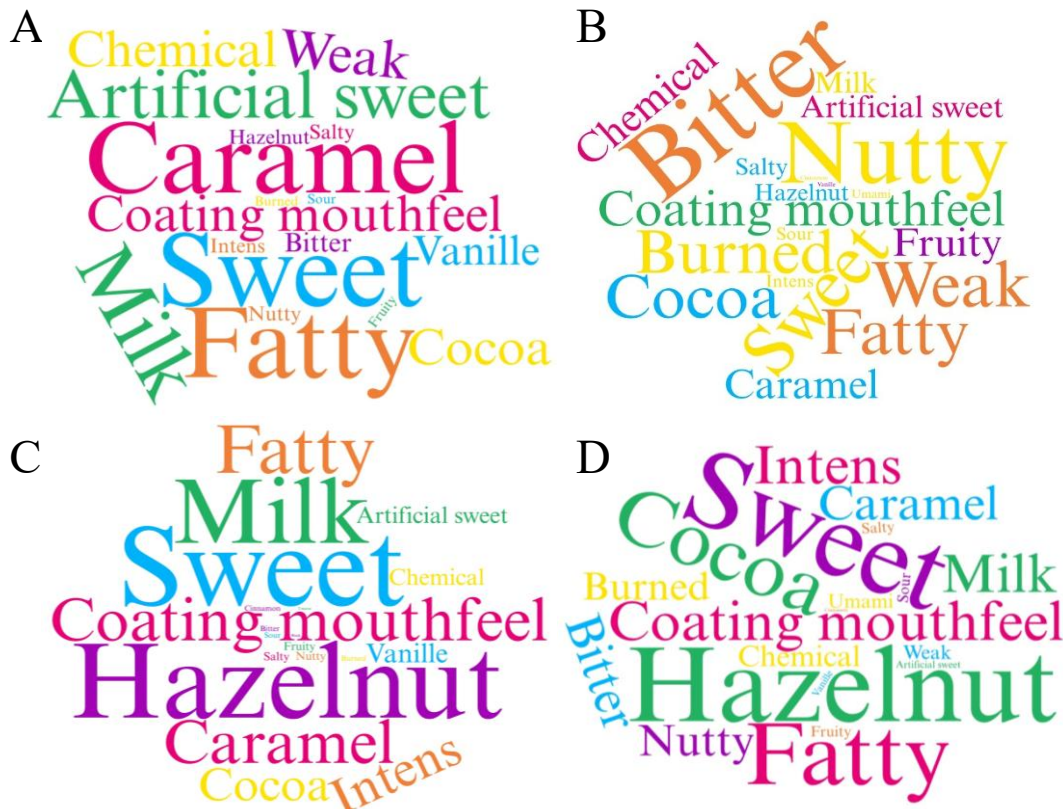 A
Chemical
Weak
Artificial sweet
Hazelnut
Salty
Caramel
Burned
Sour
Coating mouthfeel
Intens
Bitter
Vanille
Sweet
Milk
Nutty
Fruity
Fatty
Cocoa
B
Chemical
Bitter
Milk
Artificial sweet
Nutty
Salty
Vanille
Hazelnut
Umami
Coating mouthfeel
Sour
Burned
Fruity
Intens
Sweet
Cocoa
Weak
Fatty
Caramel
C
Fatty
Milk
Artificial sweet
Sweet
Chemical
Cinnamon
Coating mouthfeel
Bitter
Sour
Fruity
Salty
Nutty
Burned
Vanille
Hazelnut
Caramel
Cocoa
Intens
D
Sweet
Intens
Caramel
Salty
Cocoa
Milk
Burned
Umami
Sour
Coating mouthfeel
Bitter
Chemical
Weak
Artificial sweet
Vanille
Hazelnut
Nutty
Fruity
Fatty